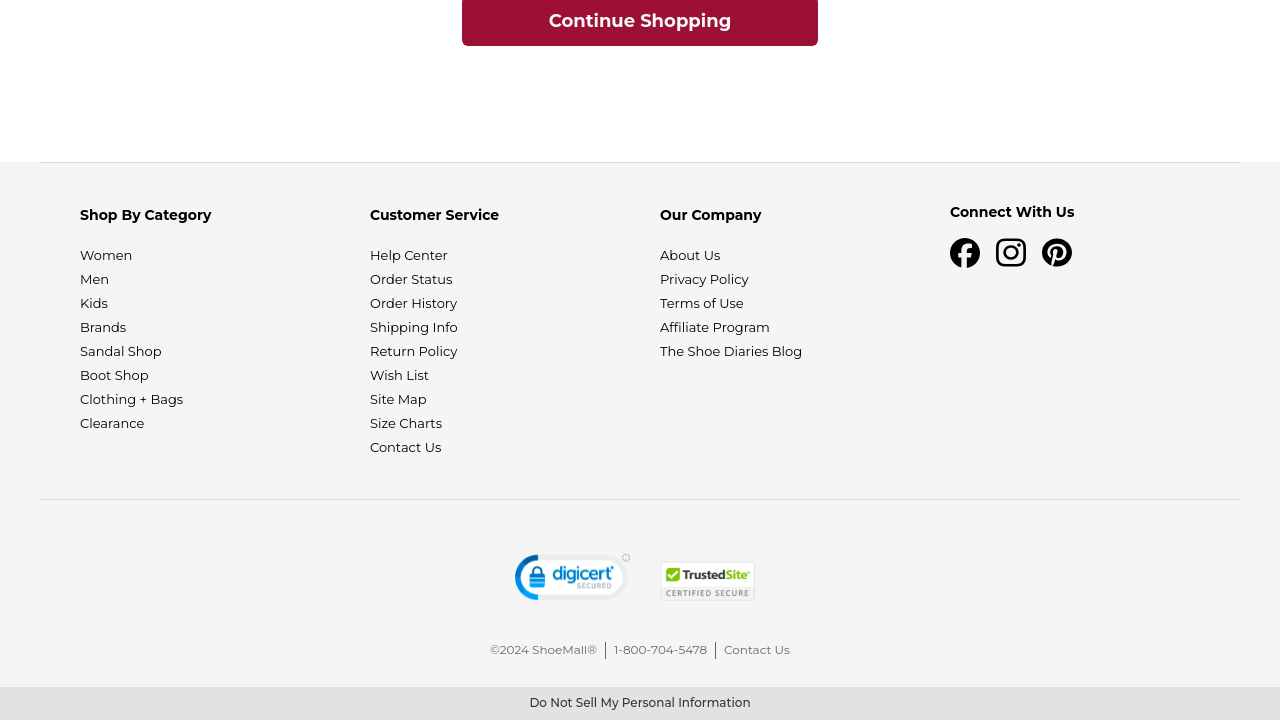 Continue Shopping
Shop By Category
Women
Men
Kids
Brands
Sandal Shop
Boot Shop
Clothing + Bags
Clearance
Customer Service
Help Center
Order Status
Order History
Shipping Info
Return Policy
Wish List
Site Map
Size Charts
Contact Us
Our Company
About Us
Privacy Policy
Terms of Use
Affiliate Program
The Shoe Diaries Blog
Connect With Us
digicert
SECURED
TrustedSite
CERTIFIED SECURE
©2024 ShoeMall® | 1-800-704-5478 | Contact Us
Do Not Sell My Personal Information